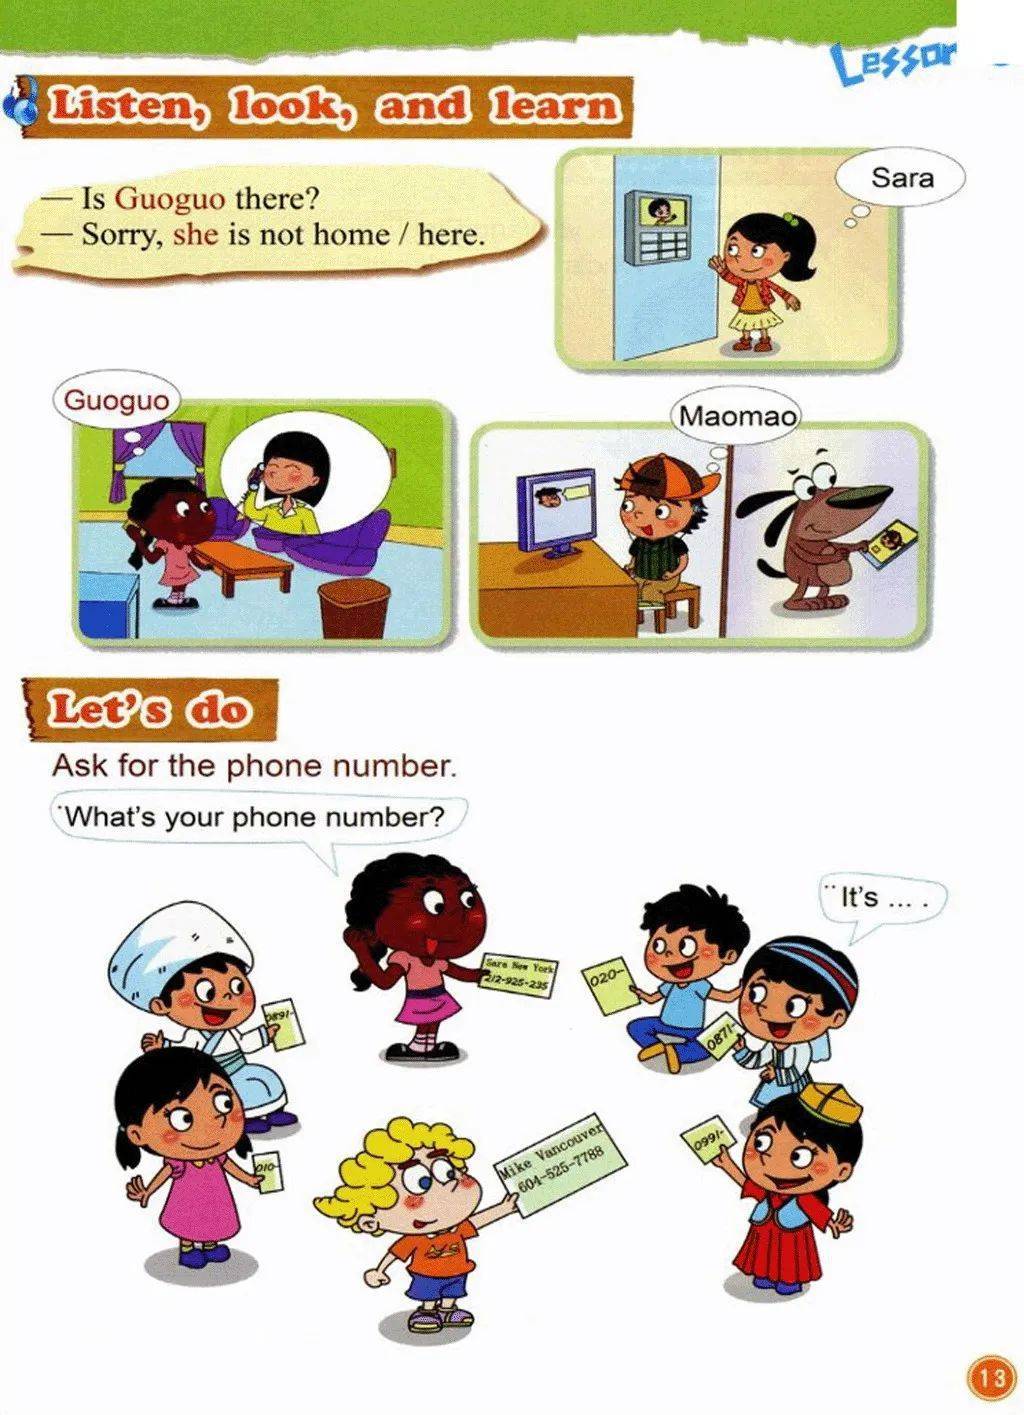 Lesson
Listen, look, and learn
— Is Guoguo there?
— Sorry, she is not home / here.
Sara
Guoguo
Maomao
Let's do
Ask for the phone number.
What's your phone number?
It's ... .
Sara New York
212-925-235
020-
0891-
0871-
010-
Mike Vancouver
604-525-7788
0991-
13